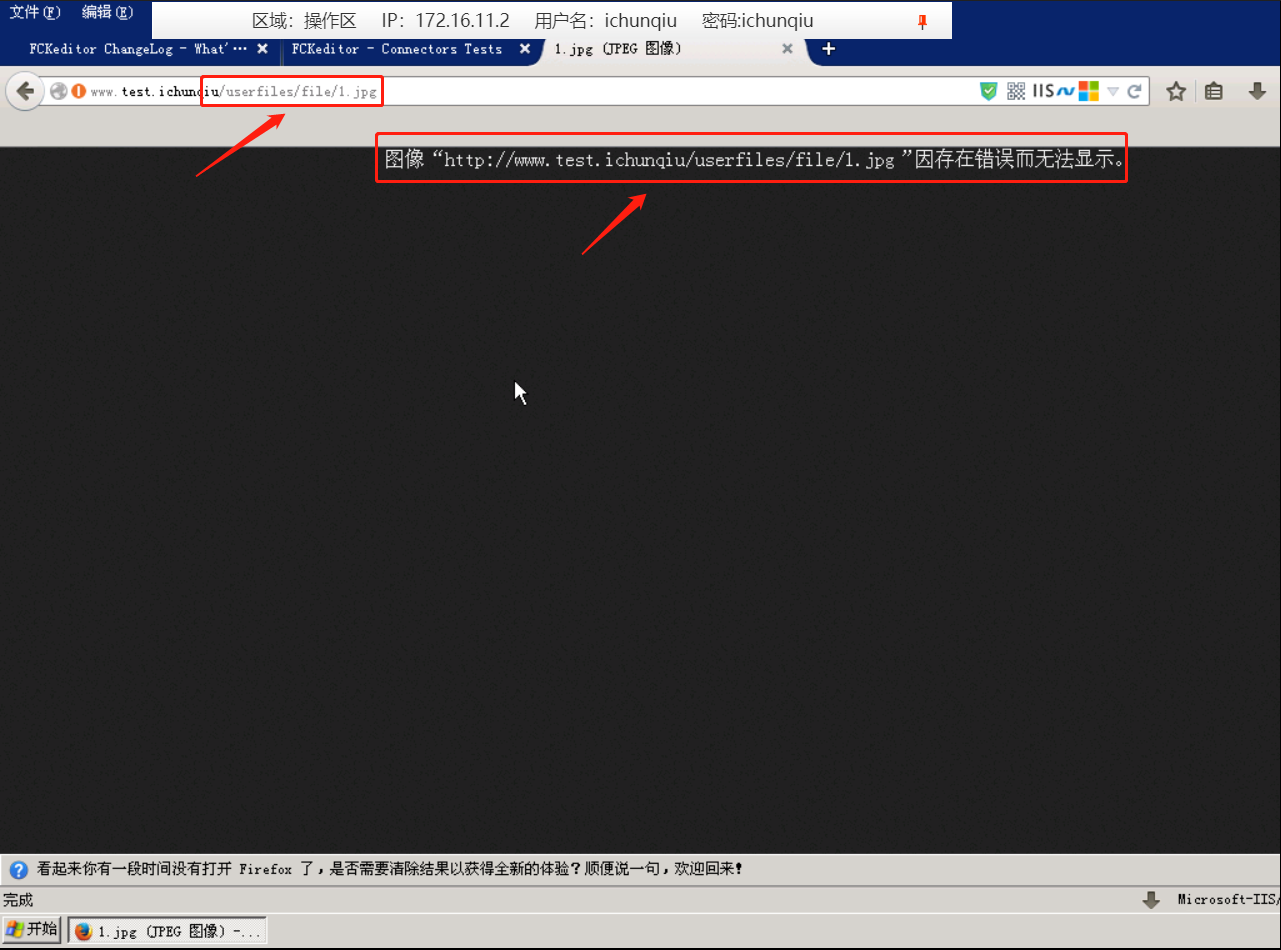 文件(F) 编辑(E) 区域：操作区 IP：172.16.11.2 用户名：ichunqiu 密码:ichunqiu
FCKeditor ChangeLog - What'… FCKeditor - Connectors Tests 1.jpg (JPEG 图像)
www.test.ichunqiu/userfiles/file/1.jpg IIS
图像“http://www.test.ichunqiu/userfiles/file/1.jpg ”因存在错误而无法显示。
看起来你有一段时间没有打开 Firefox 了，是否需要清除结果以获得全新的体验？顺便说一句，欢迎回来！
完成 Microsoft-IIS/
开始 1.jpg (JPEG 图像) -...